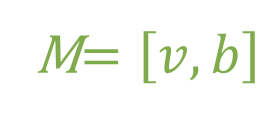 M= [v, b]